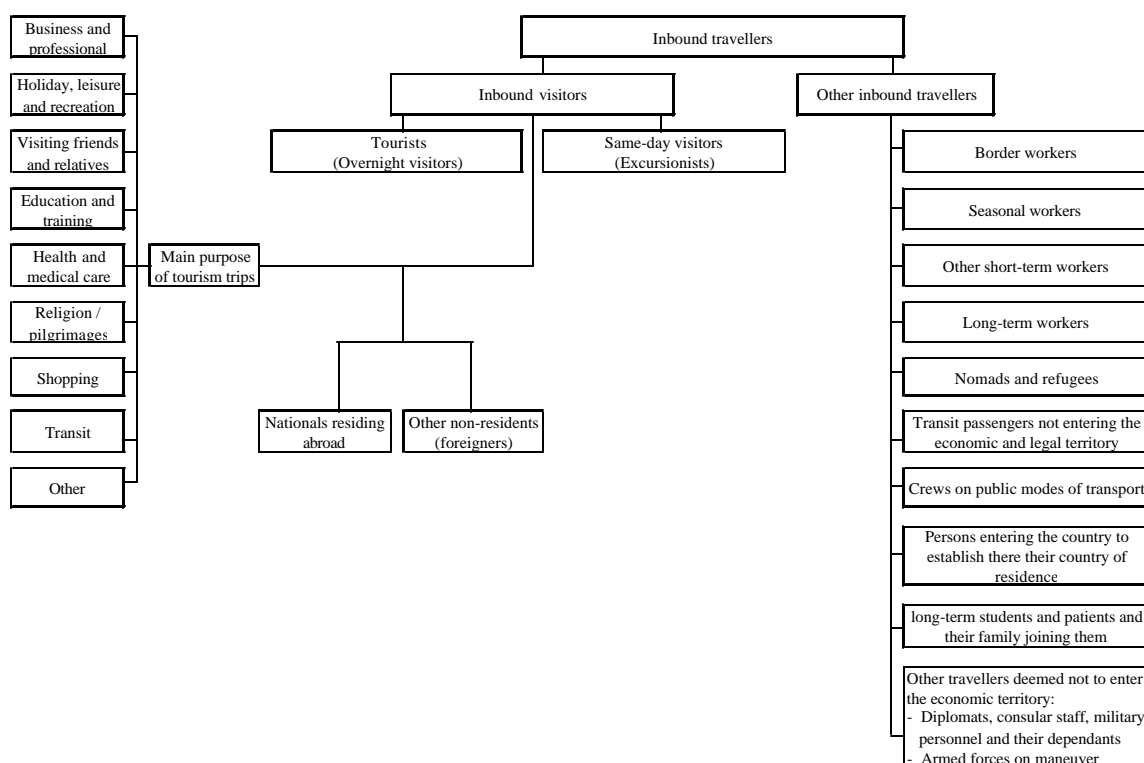 Inbound travellers
Inbound visitors
Other inbound travellers
Tourists
(Overnight visitors)
Same-day visitors
(Excursionists)
Main purpose
of tourism trips
Business and
professional
Holiday, leisure
and recreation
Visiting friends
and relatives
Education and
training
Health and
medical care
Religion /
pilgrimages
Shopping
Transit
Other
Nationals residing
abroad
Other non-residents
(foreigners)
Border workers
Seasonal workers
Other short-term workers
Long-term workers
Nomads and refugees
Transit passengers not entering the
economic and legal territory
Crews on public modes of transport
Persons entering the country to
establish there their country of
residence
long-term students and patients and
their family joining them
Other travellers deemed not to enter
the economic territory:
- Diplomats, consular staff, military
personnel and their dependants
- Armed forces on maneuver